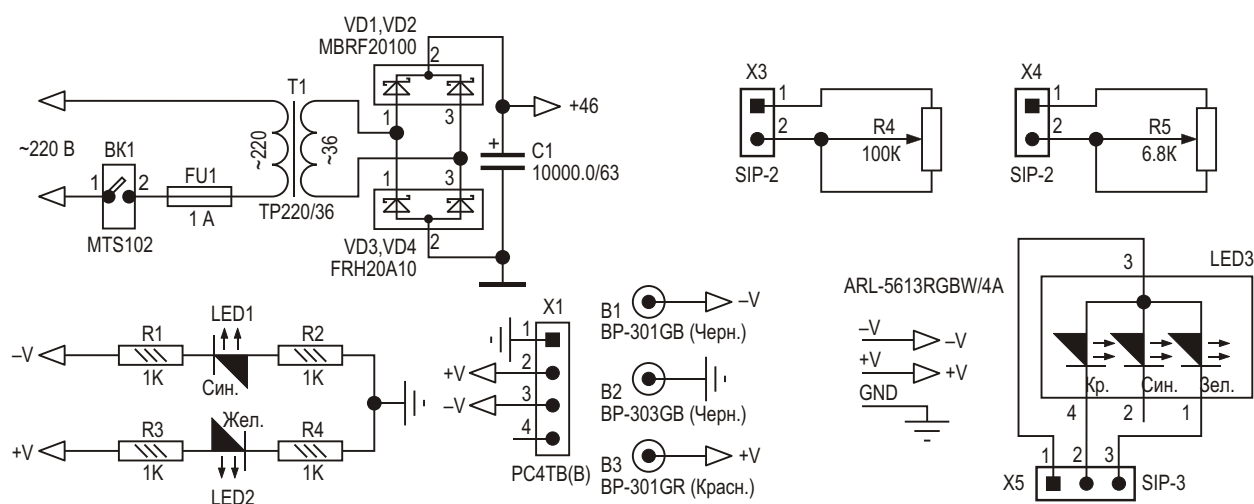 VD1,VD2
MBRF20100
2
T1
1
3
+46
~220 В
ВК1
1
2
FU1
1 А
MTS102
~220
~36
ТР220/36
+
C1
10000.0/63
1
3
2
VD3,VD4
FRH20A10
X3
1
2
SIP-2
R4
100К
X4
1
2
SIP-2
R5
6.8К
–V
R1
1K
LED1
Син.
R2
1K
+V
R3
1K
Жел.
LED2
R4
1K
X1
1
+V
2
–V
3
4
PC4TB(B)
B1
–V
BP-301GB (Черн.)
B2
BP-303GB (Черн.)
B3
+V
BP-301GR (Красн.)
ARL-5613RGBW/4A
–V
–V
+V
+V
GND
LED3
3
Кр.
Син.
Зел.
4
2
1
1
2
3
X5
SIP-3